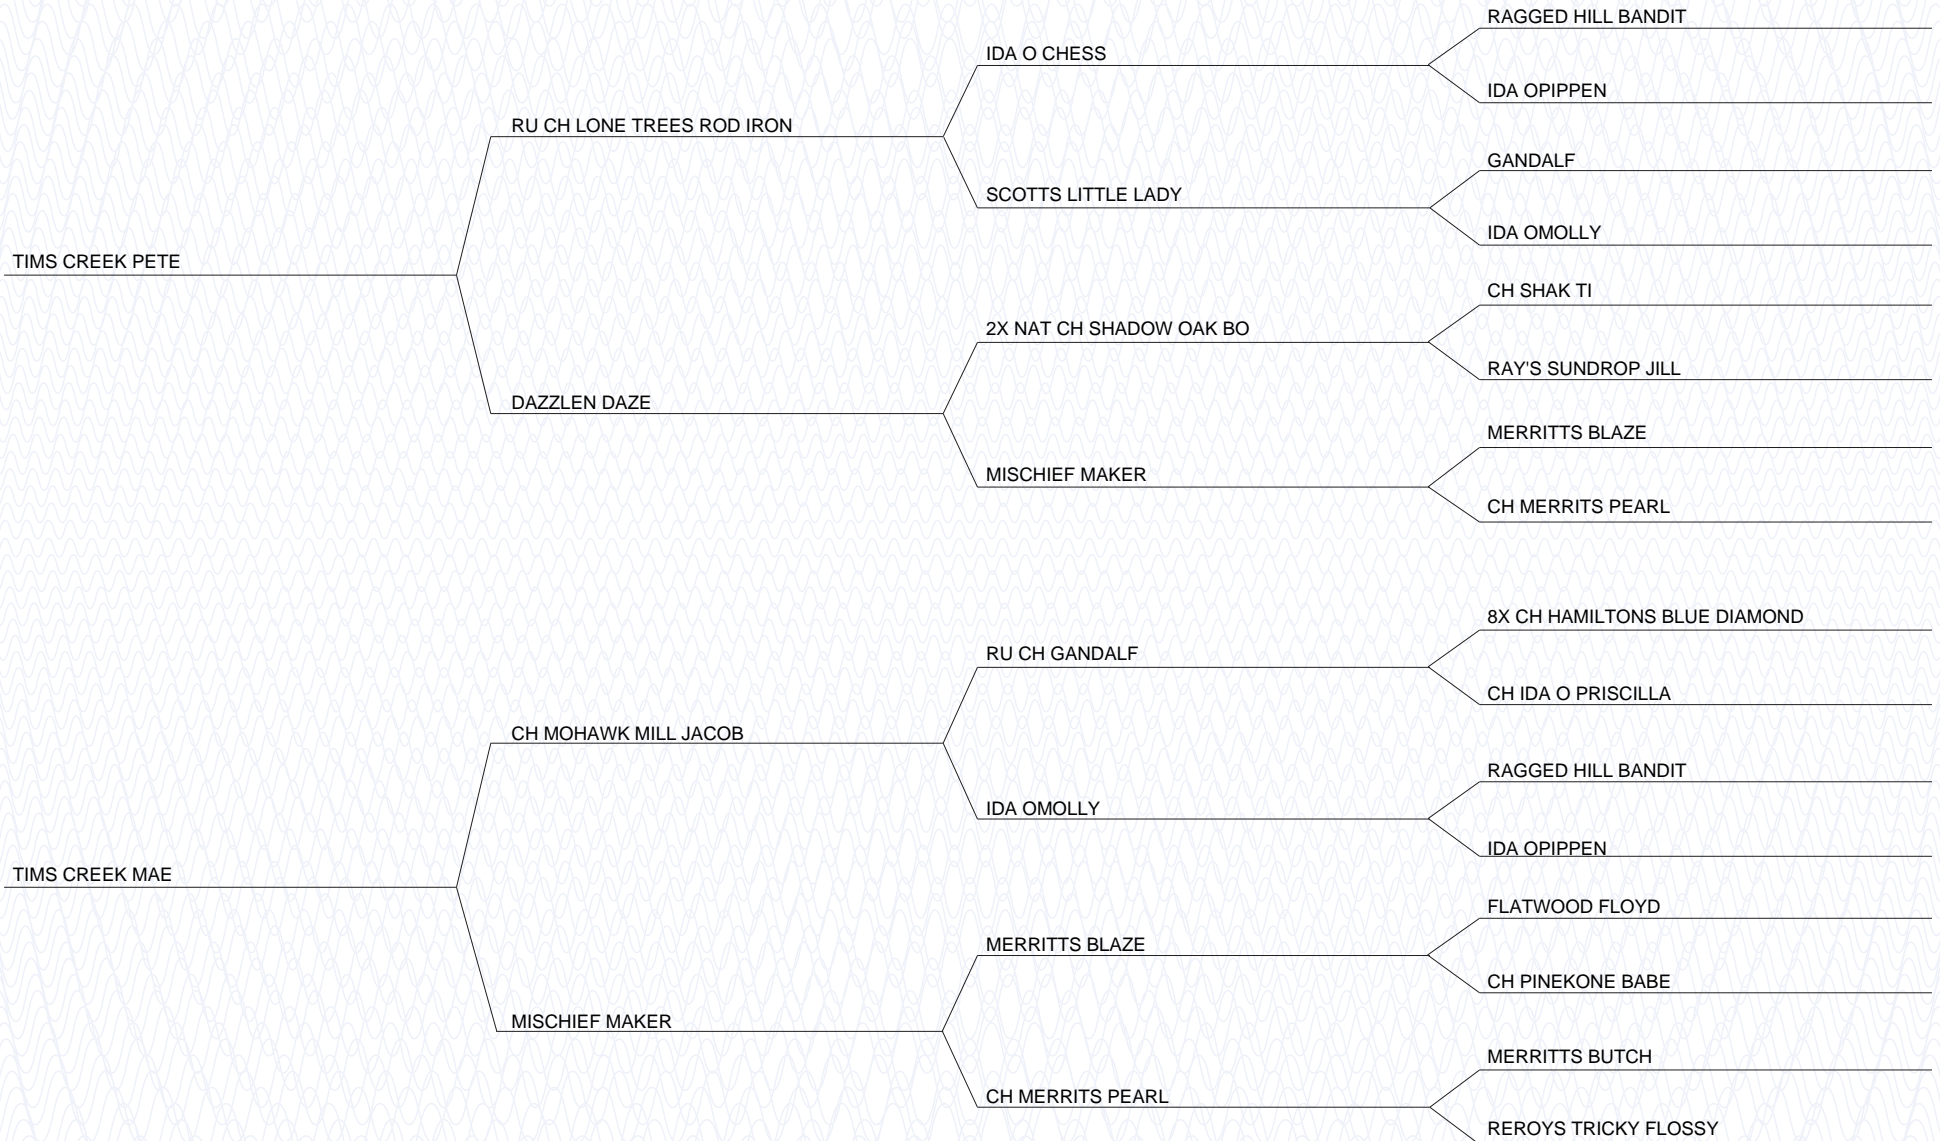 RAGGED HILL BANDIT
IDA O CHESS
IDA OPIPPEN
RU CH LONE TREES ROD IRON
GANDALF
SCOTTS LITTLE LADY
IDA OMOLLY
TIMS CREEK PETE
CH SHAK TI
2X NAT CH SHADOW OAK BO
RAY'S SUNDROP JILL
DAZZLEN DAZE
MERRITTS BLAZE
MISCHIEF MAKER
CH MERRITS PEARL
8X CH HAMILTONS BLUE DIAMOND
RU CH GANDALF
CH IDA O PRISCILLA
CH MOHAWK MILL JACOB
RAGGED HILL BANDIT
IDA OMOLLY
IDA OPIPPEN
TIMS CREEK MAE
FLATWOOD FLOYD
MERRITTS BLAZE
CH PINEKONE BABE
MISCHIEF MAKER
MERRITTS BUTCH
CH MERRITS PEARL
REROYS TRICKY FLOSSY